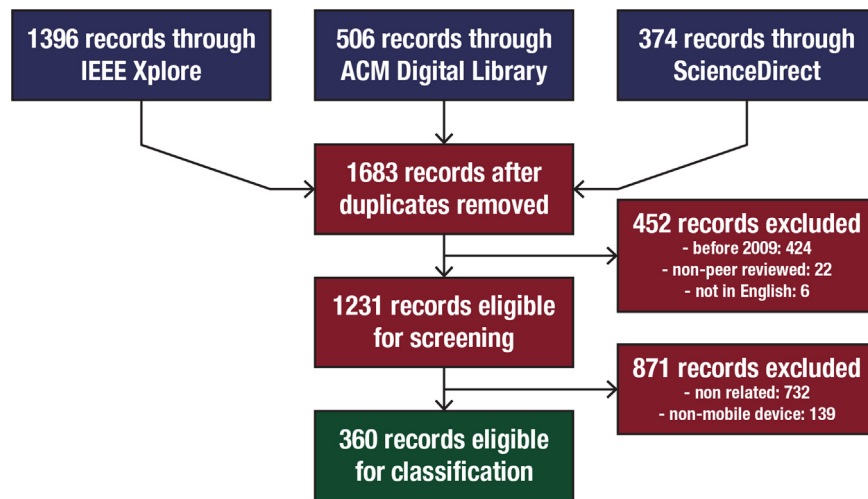 1396 records through
IEEE Xplore
506 records through
ACM Digital Library
374 records through
ScienceDirect
1683 records after
duplicates removed
452 records excluded
- before 2009: 424
- non-peer reviewed: 22
- not in English: 6
1231 records eligible
for screening
871 records excluded
- non related: 732
- non-mobile device: 139
360 records eligible
for classification